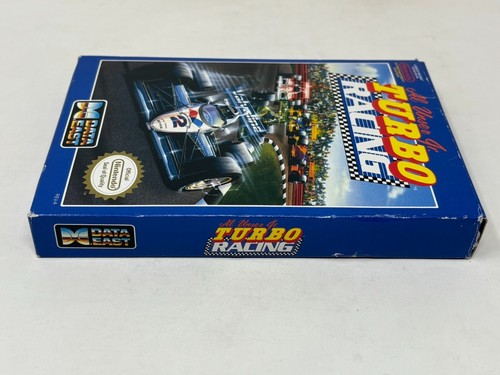 Al Unser Jr.
TURBO
RACING
DATA
EAST
Official
Nintendo
Seal of Quality
2
DATA
EAST
Al Unser Jr.
TURBO
RACING